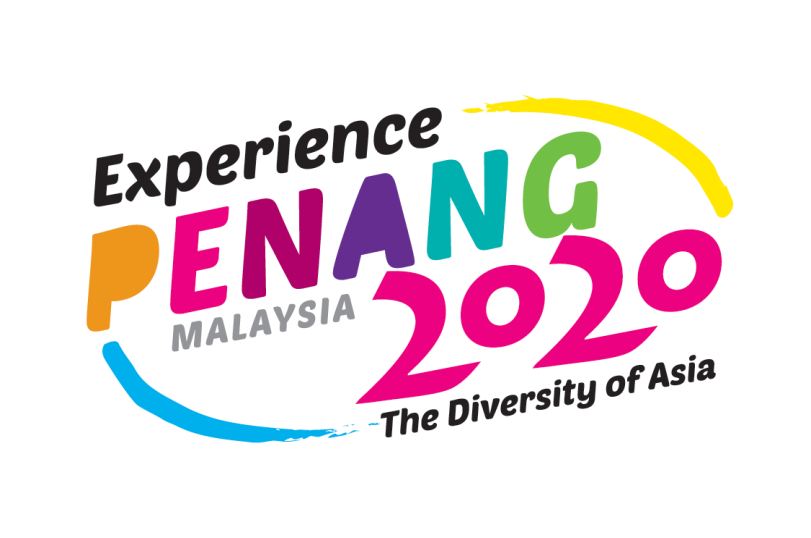 Experience
PENANG
MALAYSIA
2020
The Diversity of Asia